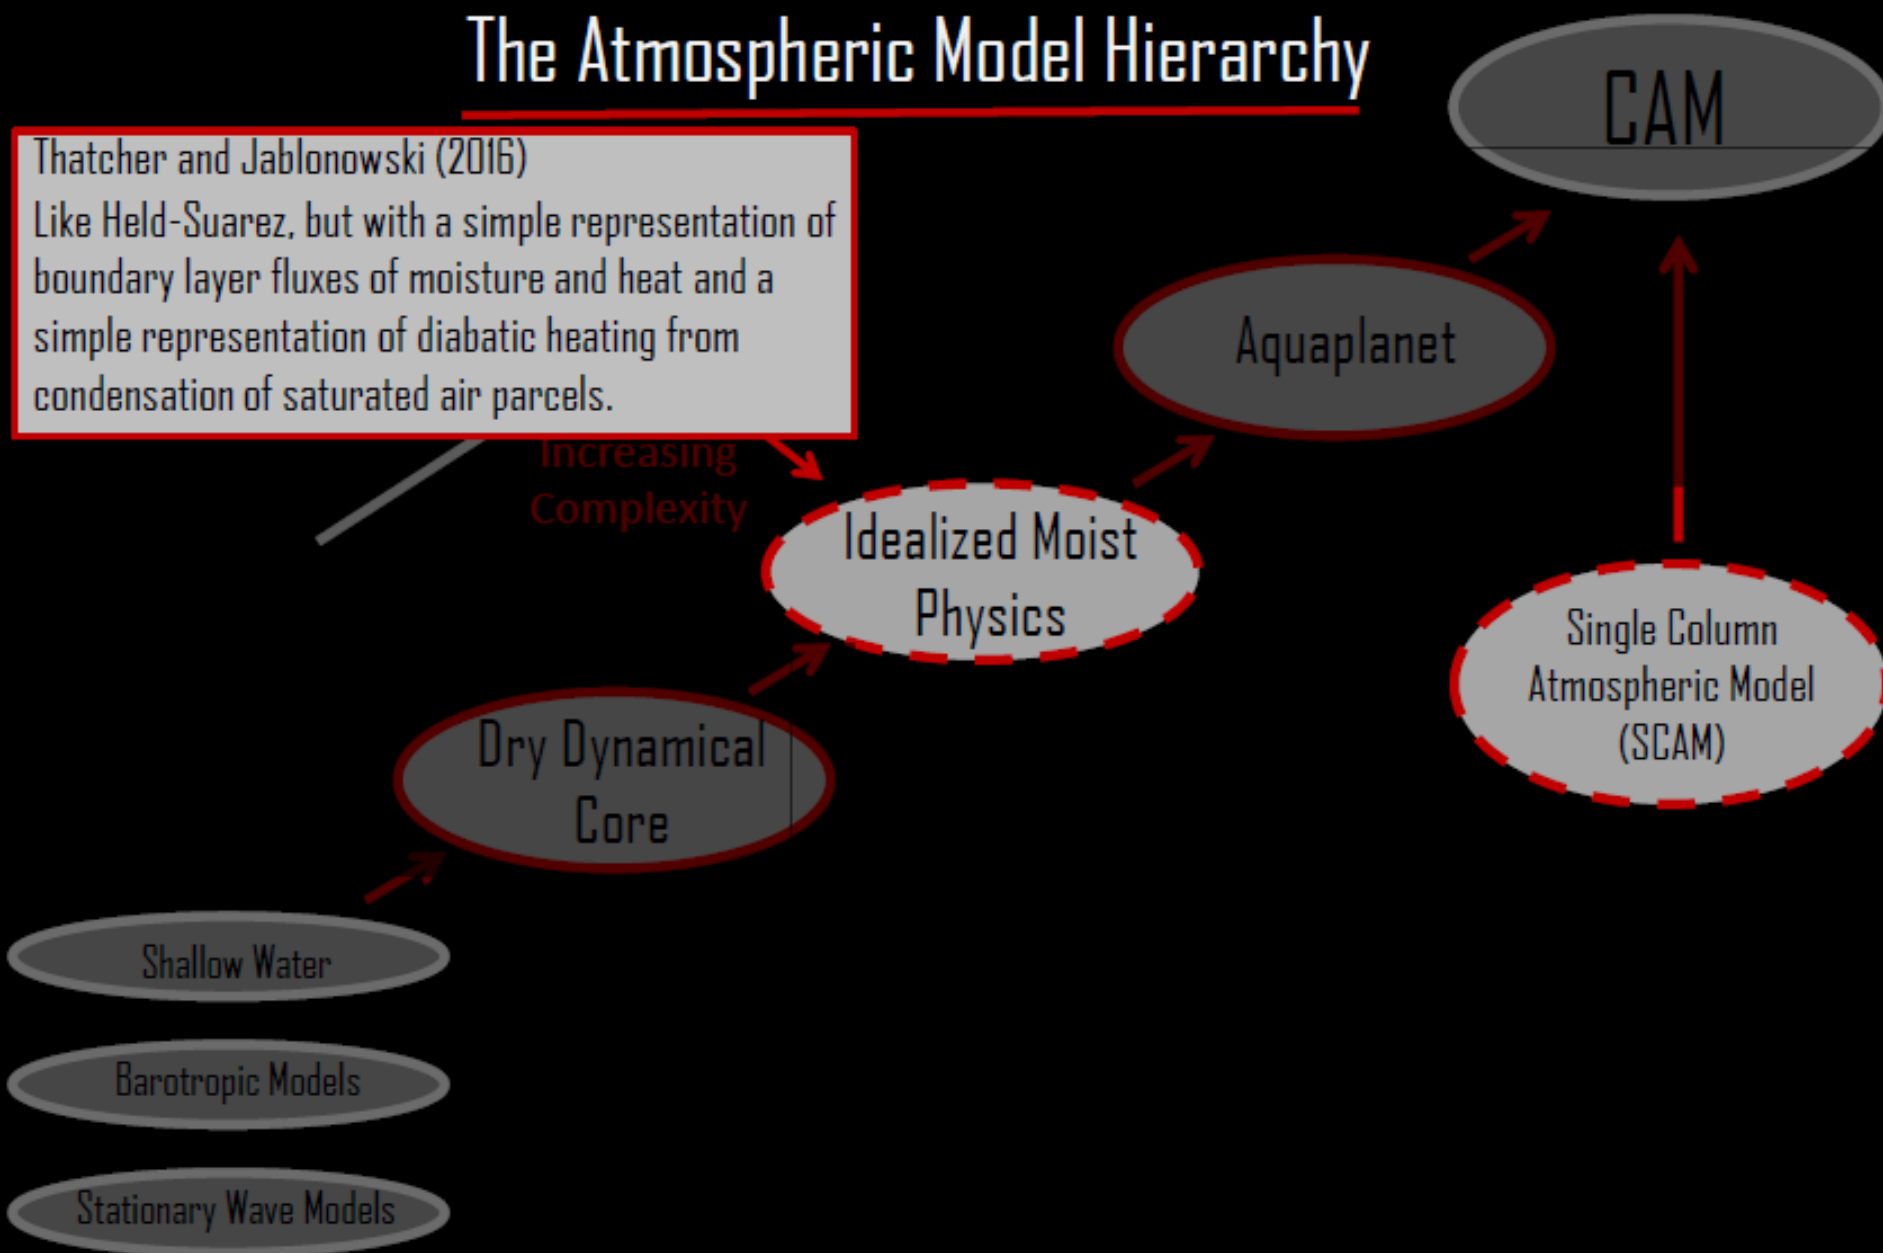 The Atmospheric Model Hierarchy
CAM
Thatcher and Jablonowski (2016)
Like Held-Suarez, but with a simple representation of
boundary layer fluxes of moisture and heat and a
simple representation of diabatic heating from
condensation of saturated air parcels.
Aquaplanet
Increasing
Complexity
Idealized Moist
Physics
Single Column
Atmospheric Model
(SCAM)
Dry Dynamical
Core
Shallow Water
Barotropic Models
Stationary Wave Models